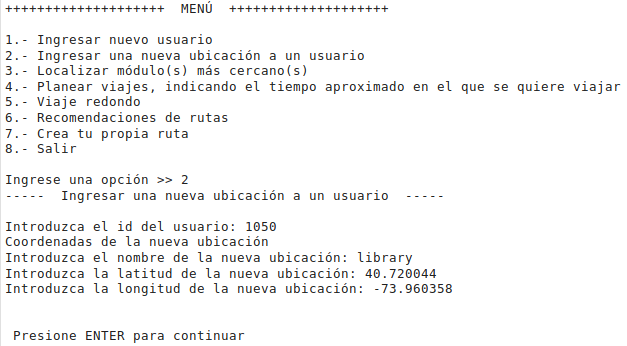 ++++++++++++++++++++  MENÚ  ++++++++++++++++++++
1.- Ingresar nuevo usuario
2.- Ingresar una nueva ubicación a un usuario
3.- Localizar módulo(s) más cercano(s)
4.- Planear viajes, indicando el tiempo aproximado en el que se quiere viajar
5.- Viaje redondo
6.- Recomendaciones de rutas
7.- Crea tu propia ruta
8.- Salir
Ingrese una opción >> 2
-----  Ingresar una nueva ubicación a un usuario  -----
Introduzca el id del usuario: 1050
Coordenadas de la nueva ubicación
Introduzca el nombre de la nueva ubicación: library
Introduzca la latitud de la nueva ubicación: 40.720044
Introduzca la longitud de la nueva ubicación: -73.960358
Presione ENTER para continuar